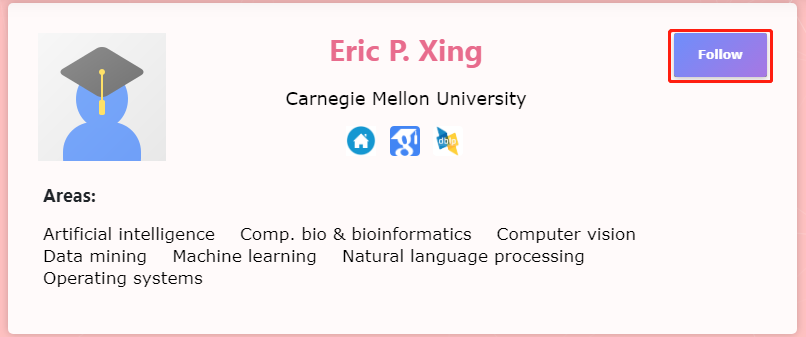 Eric P. Xing
Follow
Carnegie Mellon University
dblp
Areas:
Artificial intelligence Comp. bio & bioinformatics Computer vision
Data mining Machine learning Natural language processing
Operating systems